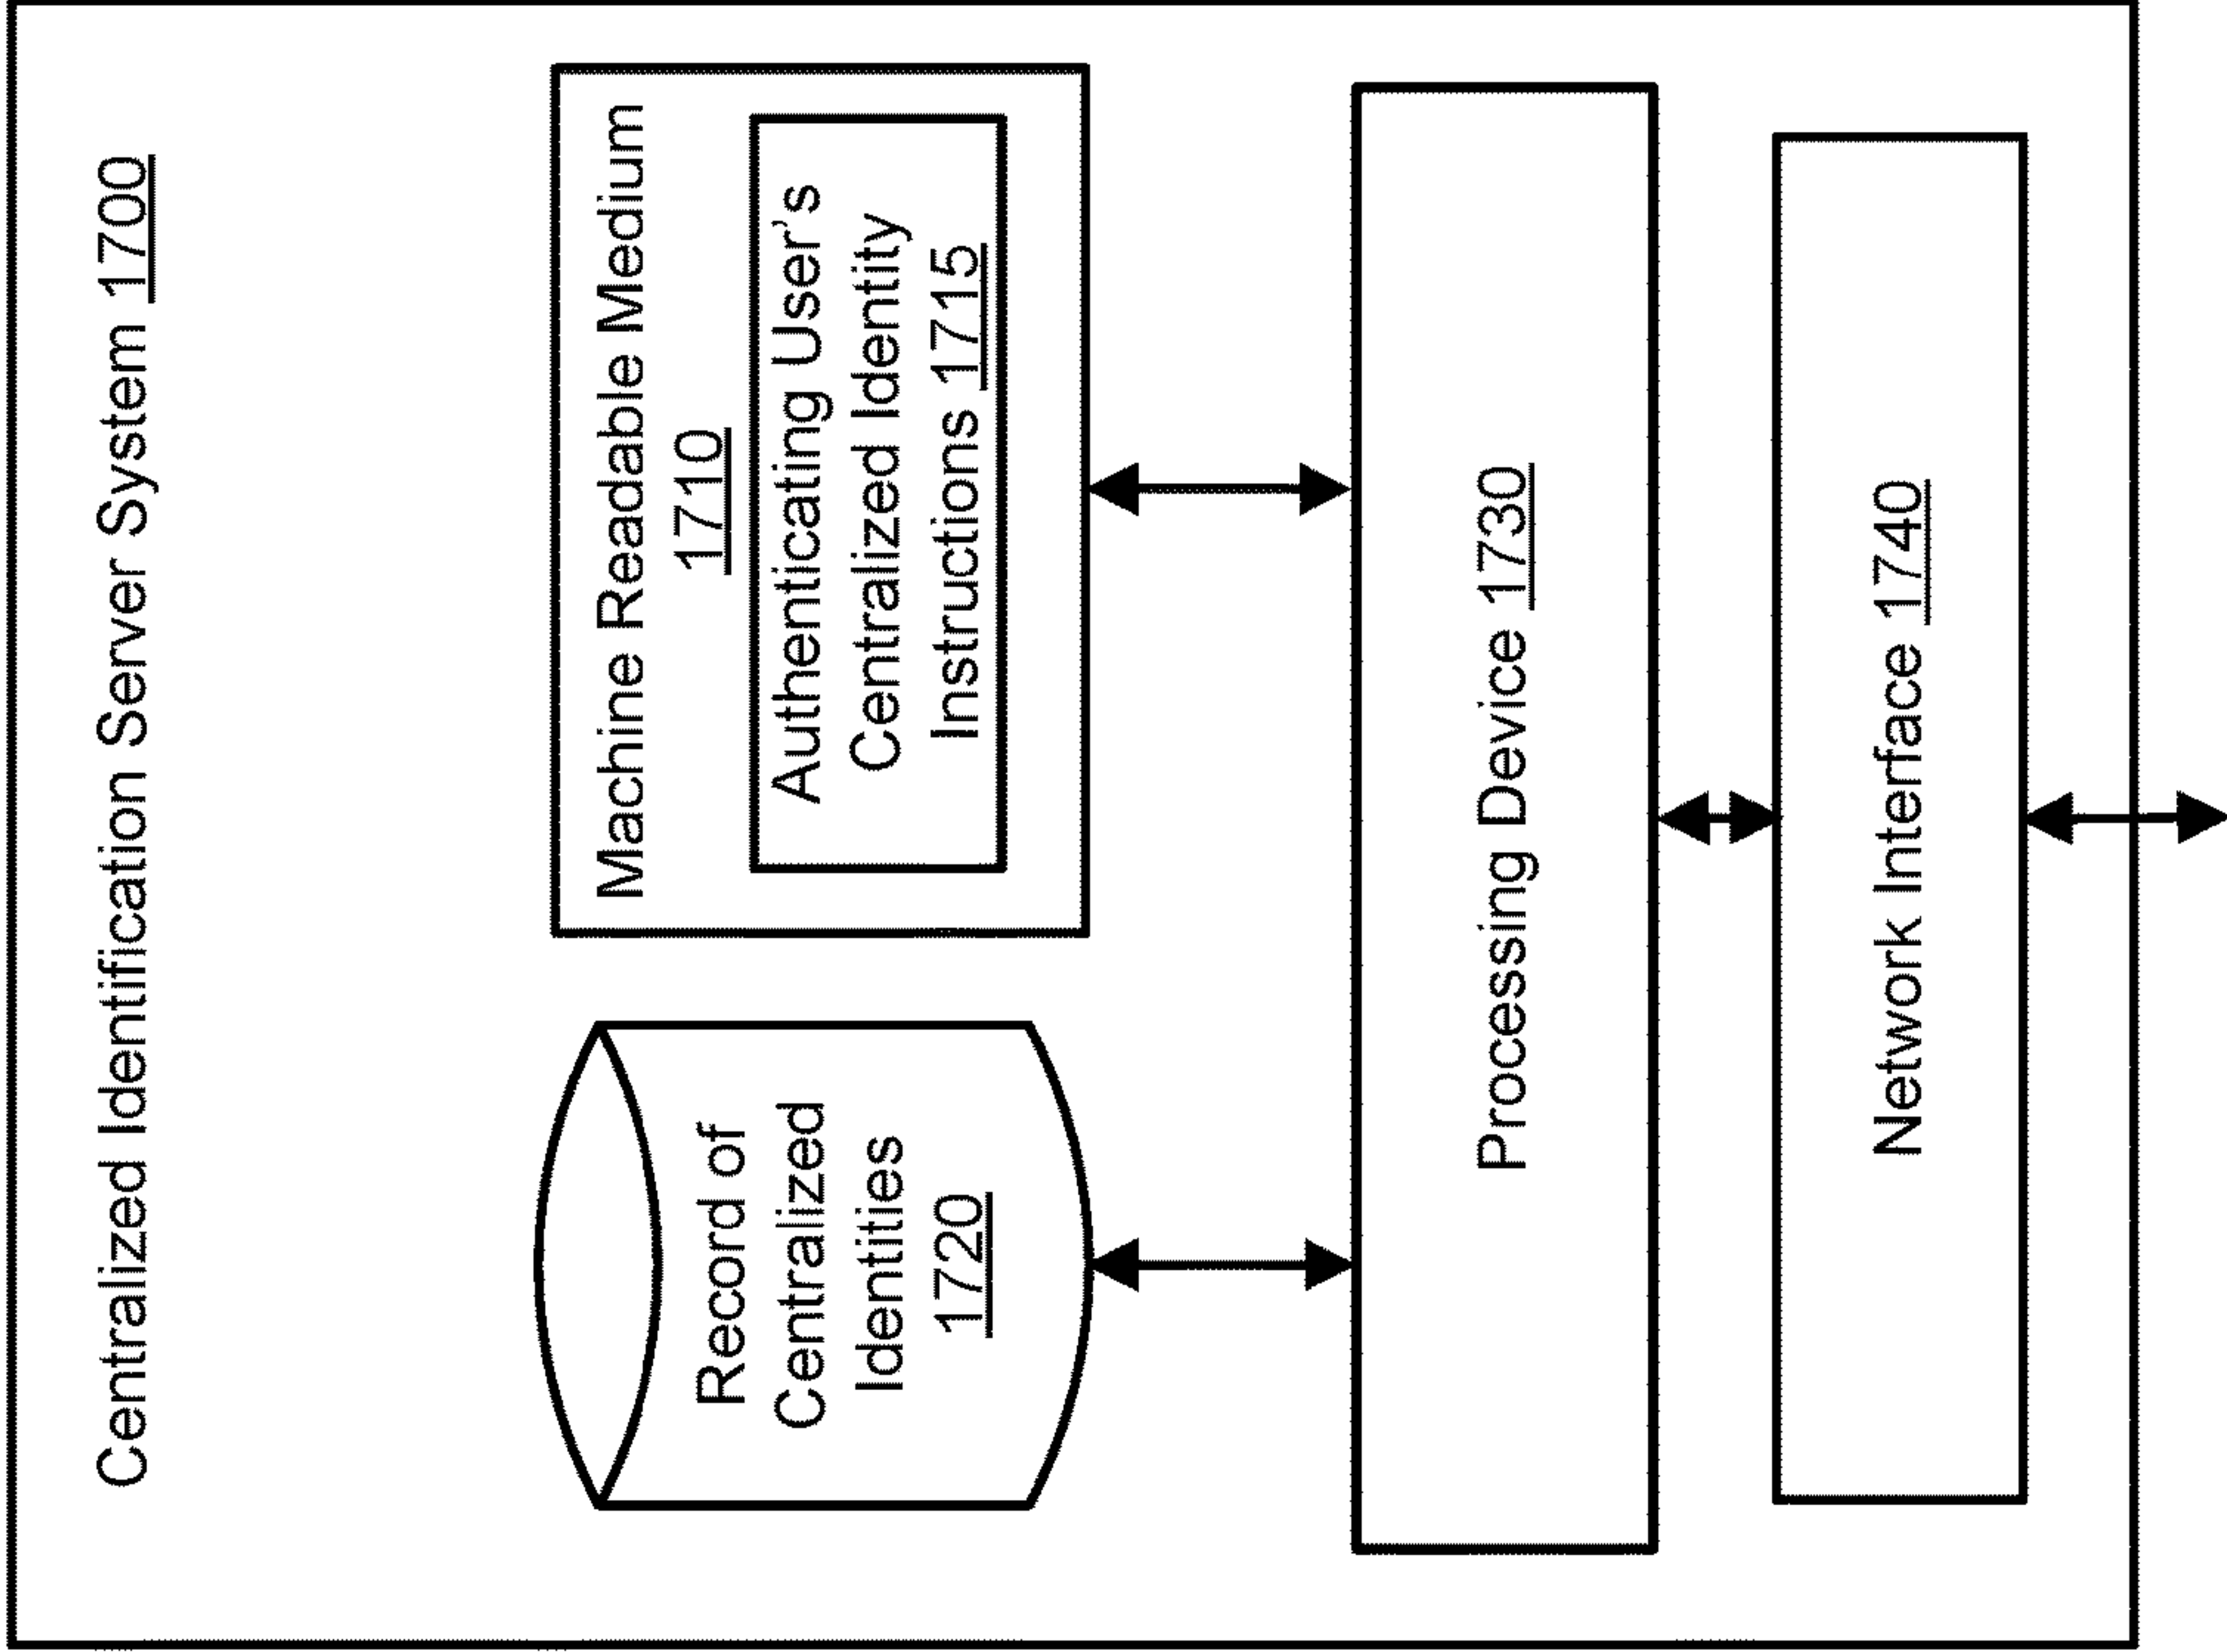 Centralized Identification Server System 1700
Record of
Centralized
Identities
1720
Machine Readable Medium
1710
Authenticating User's
Centralized Identity
Instructions 1715
Processing Device 1730
Network Interface 1740